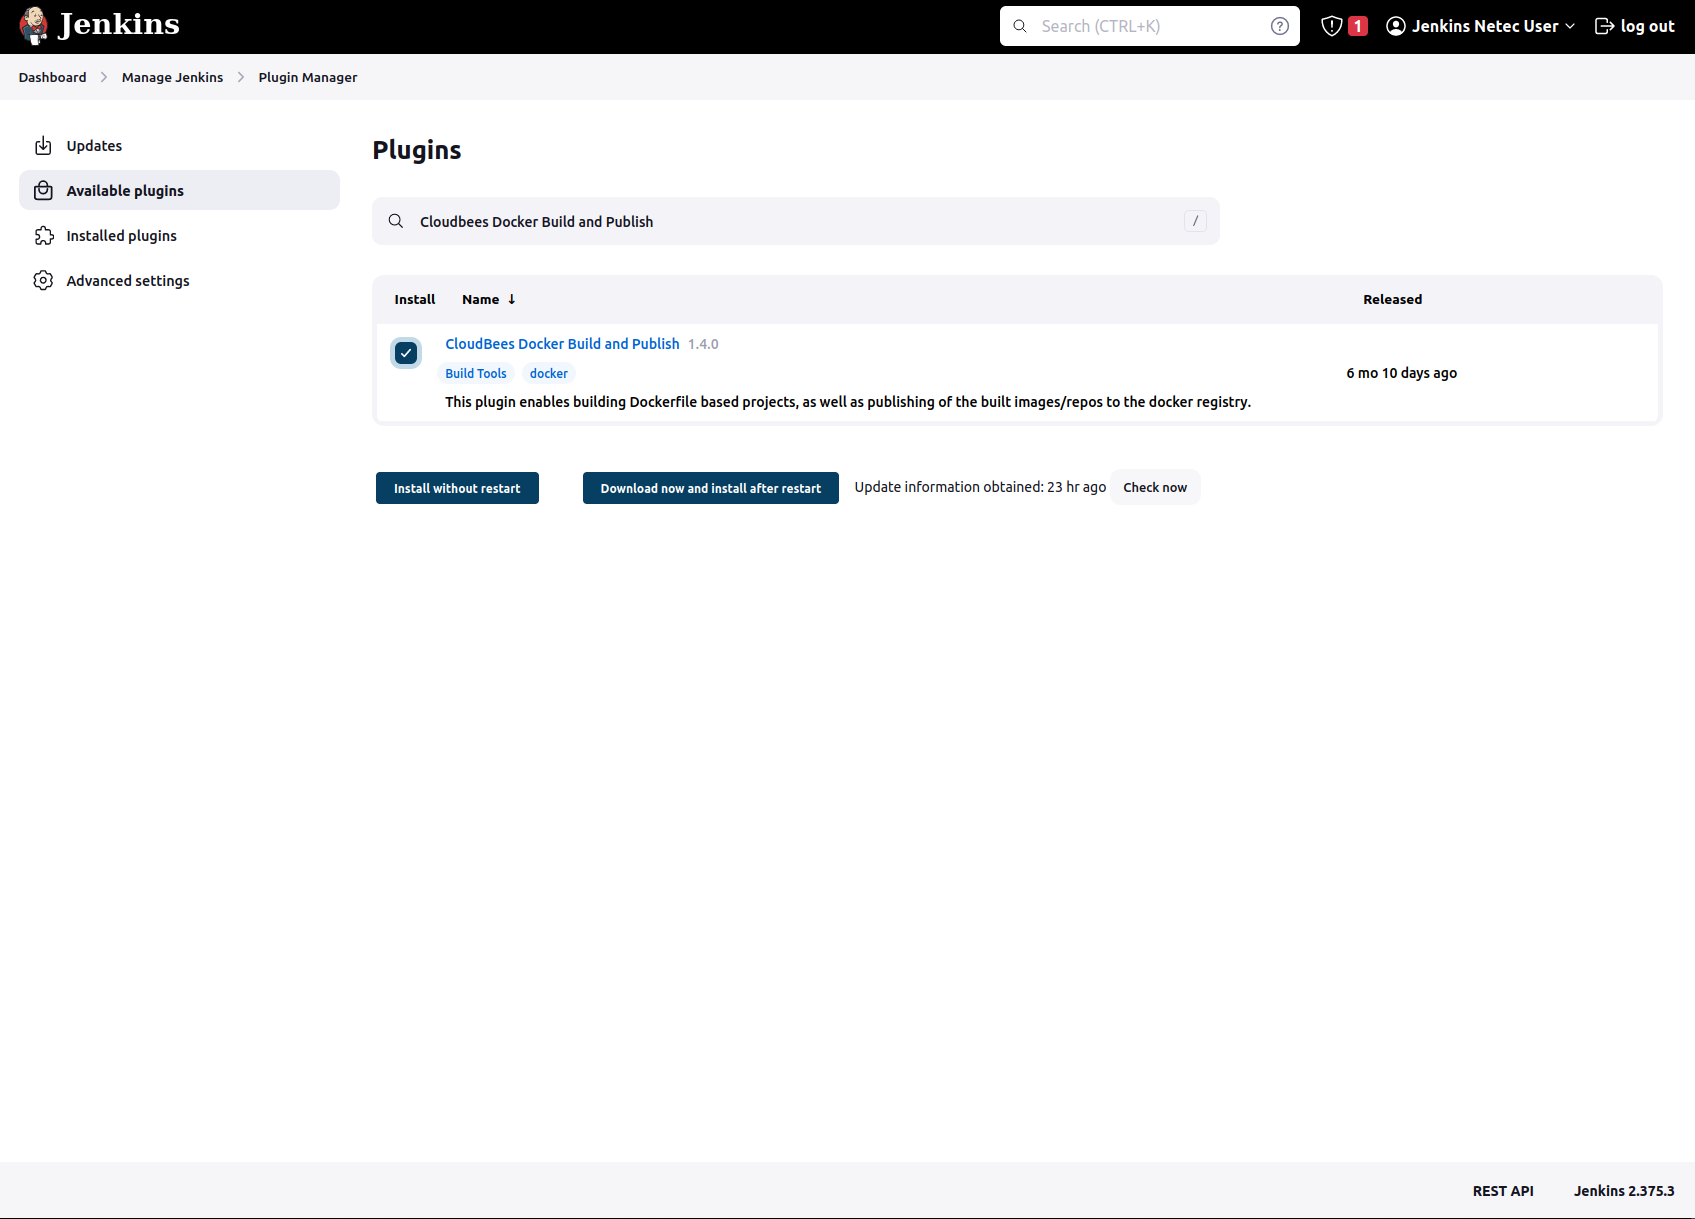 Jenkins
Search (CTRL+K)
1
Jenkins Netec User
log out
Dashboard
Manage Jenkins
Plugin Manager
Updates
Available plugins
Installed plugins
Advanced settings
Plugins
Cloudbees Docker Build and Publish
/
Install Name ↓ Released
CloudBees Docker Build and Publish 1.4.0
Build Tools docker
6 mo 10 days ago
This plugin enables building Dockerfile based projects, as well as publishing of the built images/repos to the docker registry.
Install without restart
Download now and install after restart
Update information obtained: 23 hr ago
Check now
REST API
Jenkins 2.375.3